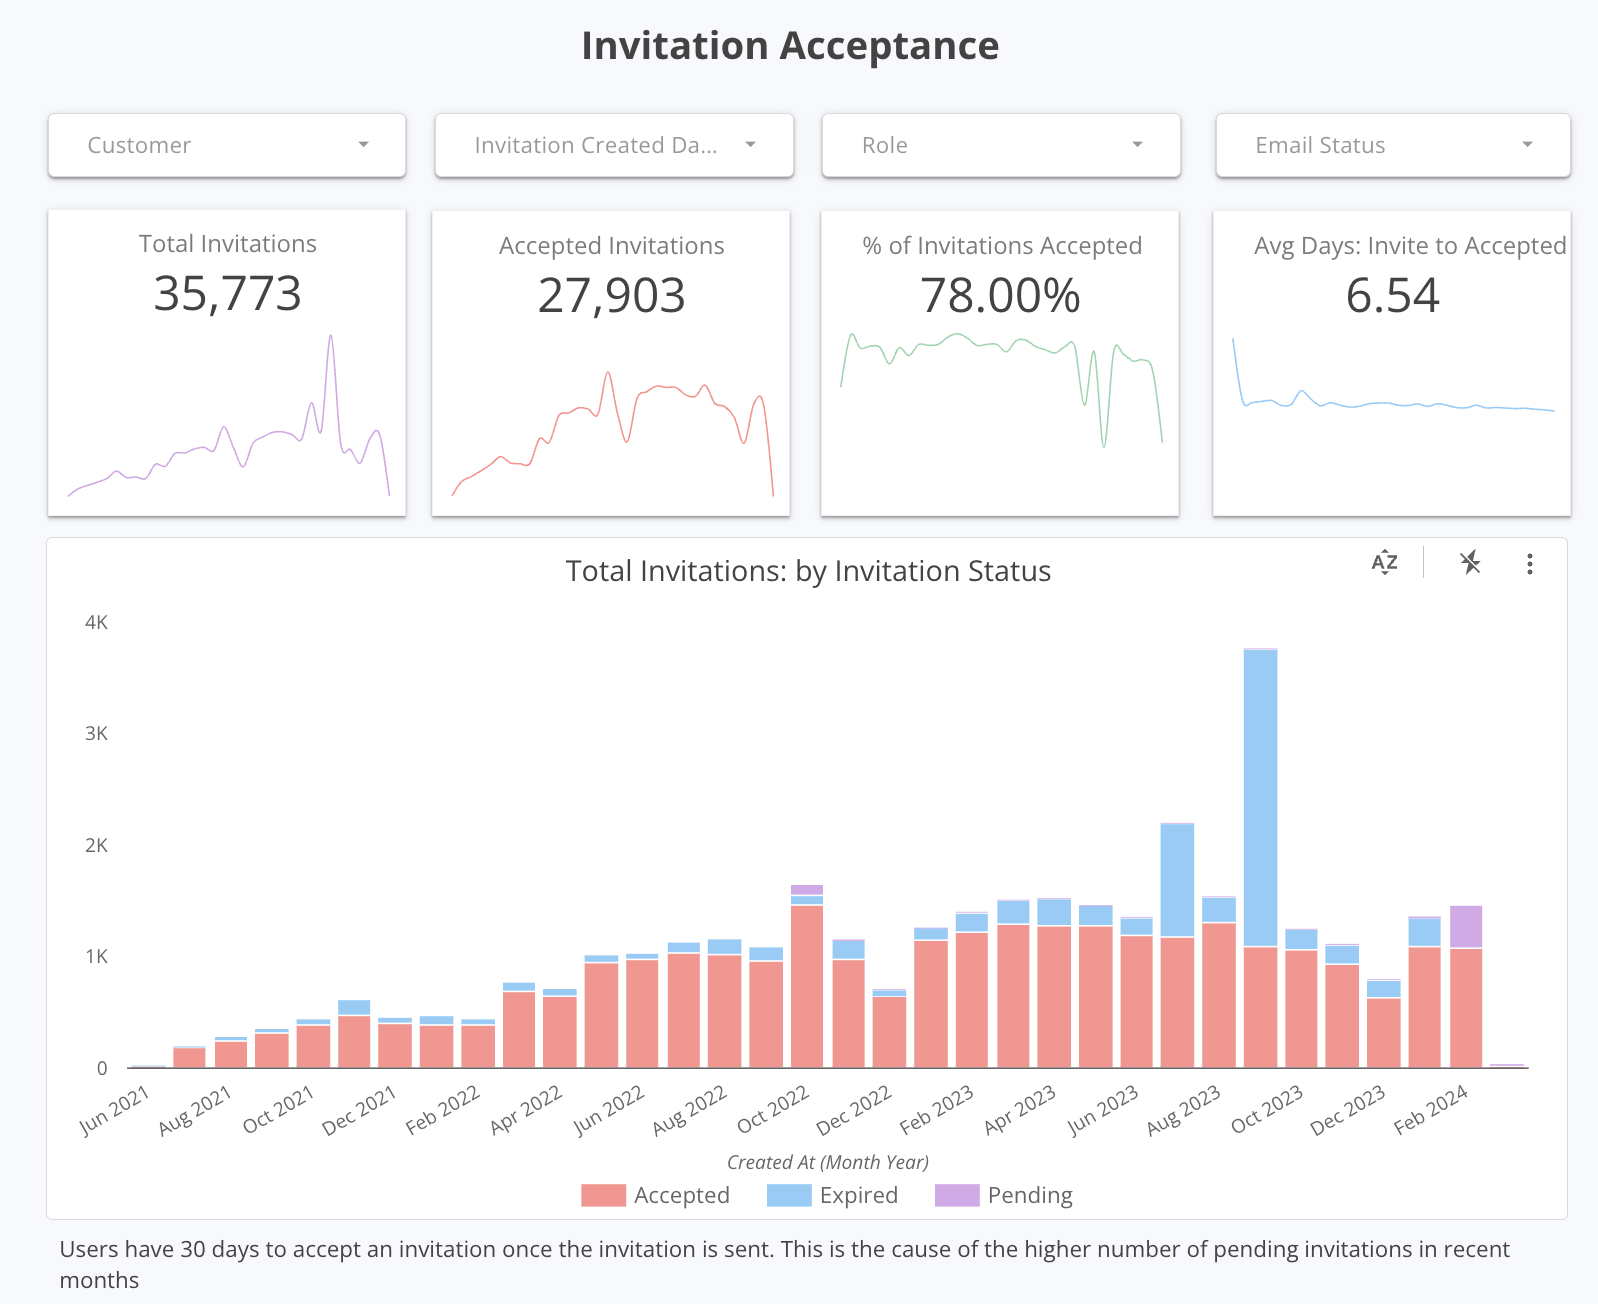 Invitation Acceptance
Customer
Invitation Created Da...
Role
Email Status
Total Invitations
35,773
Accepted Invitations
27,903
% of Invitations Accepted
78.00%
Avg Days: Invite to Accepted
6.54
Total Invitations: by Invitation Status
AZ
4K
3K
2K
1K
0
Jun 2021
Aug 2021
Oct 2021
Dec 2021
Feb 2022
Apr 2022
Jun 2022
Aug 2022
Oct 2022
Dec 2022
Feb 2023
Apr 2023
Jun 2023
Aug 2023
Oct 2023
Dec 2023
Feb 2024
Created At (Month Year)
Accepted
Expired
Pending
Users have 30 days to accept an invitation once the invitation is sent. This is the cause of the higher number of pending invitations in recent
months